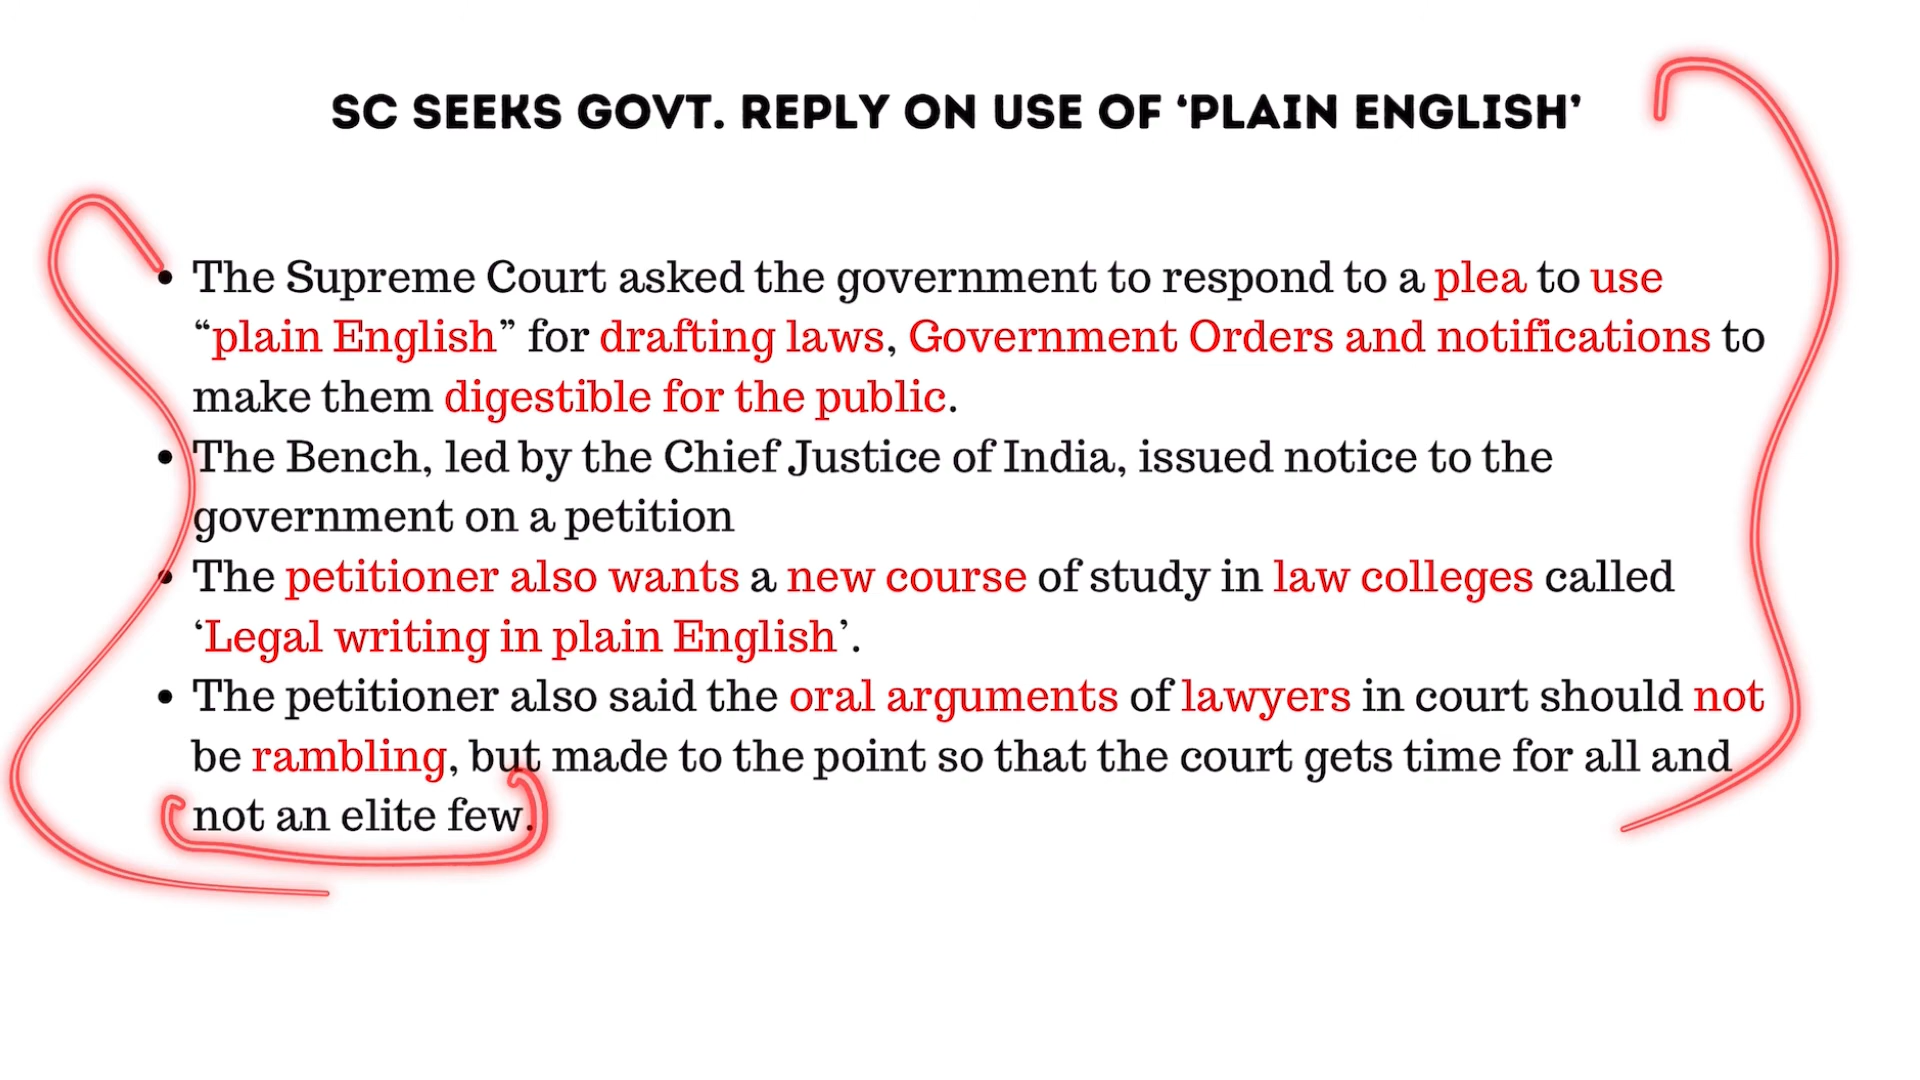 SC SEEKS GOVT. REPLY ON USE OF ‘PLAIN ENGLISH’
• The Supreme Court asked the government to respond to a plea to use
“plain English” for drafting laws, Government Orders and notifications to
make them digestible for the public.
• The Bench, led by the Chief Justice of India, issued notice to the
government on a petition
• The petitioner also wants a new course of study in law colleges called
‘Legal writing in plain English’.
• The petitioner also said the oral arguments of lawyers in court should not
be rambling, but made to the point so that the court gets time for all and
not an elite few.